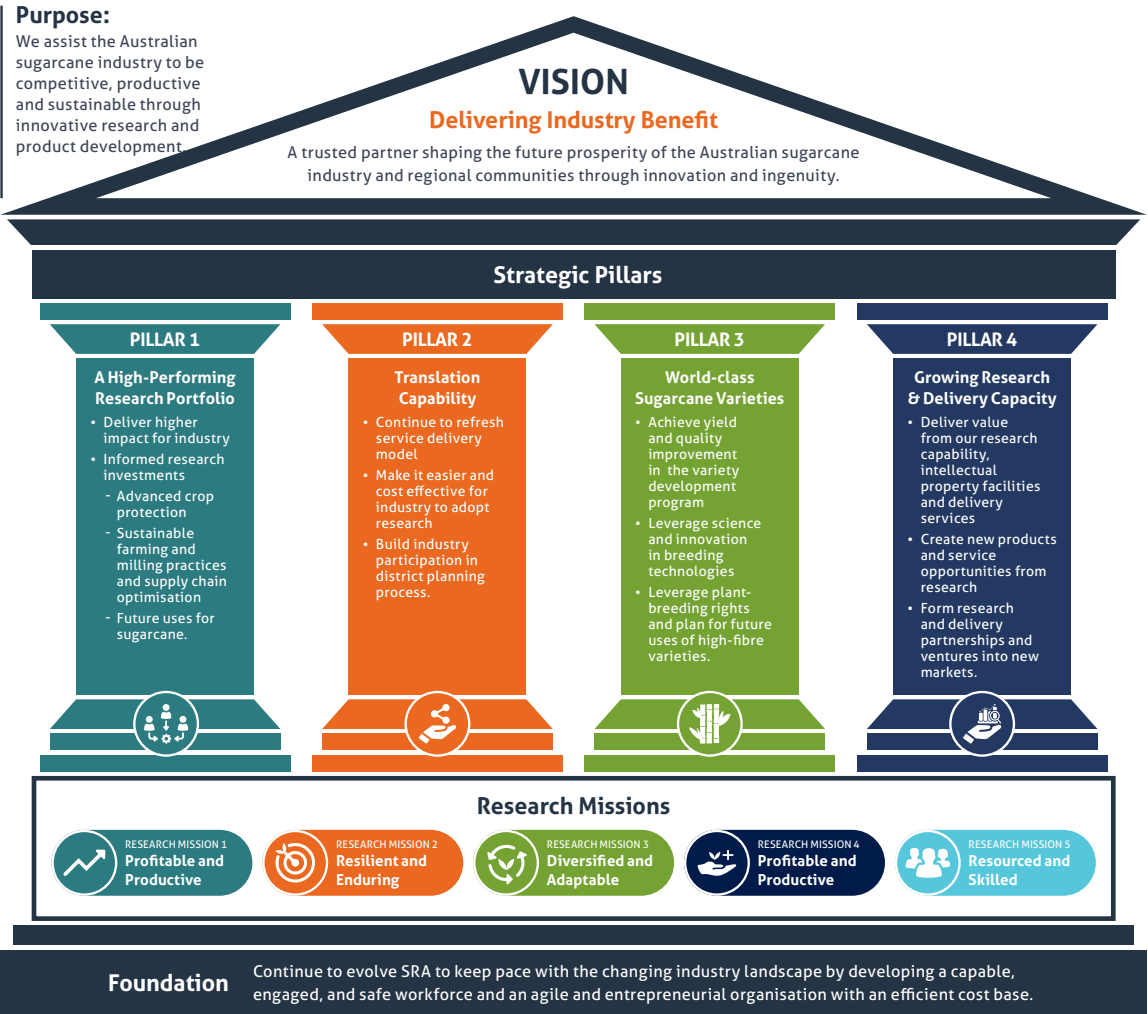 Purpose:
We assist the Australian
sugarcane industry to be
competitive, productive
and sustainable through
innovative research and
product development.
VISION
Delivering Industry Benefit
A trusted partner shaping the future prosperity of the Australian sugarcane
industry and regional communities through innovation and ingenuity.
Strategic Pillars
PILLAR 1
A High-Performing
Research Portfolio
• Deliver higher
impact for industry
• Informed research
investments
- Advanced crop
protection
- Sustainable
farming and
milling practices
and supply chain
optimisation
- Future uses for
sugarcane.
PILLAR 2
Translation
Capability
• Continue to refresh
service delivery
model
• Make it easier and
cost effective for
industry to adopt
research
• Build industry
participation in
district planning
process.
PILLAR 3
World-class
Sugarcane Varieties
• Achieve yield
and quality
improvement
in the variety
development
program
• Leverage science
and innovation
in breeding
technologies
• Leverage plant-
breeding rights
and plan for future
uses of high-fibre
varieties.
PILLAR 4
Growing Research
& Delivery Capacity
• Deliver value
from our research
capability,
intellectual
property facilities
and delivery
services
• Create new products
and service
opportunities from
research
• Form research
and delivery
partnerships and
ventures into new
markets.
Research Missions
RESEARCH MISSION 1
Profitable and
Productive
RESEARCH MISSION 2
Resilient and
Enduring
RESEARCH MISSION 3
Diversified and
Adaptable
RESEARCH MISSION 4
Profitable and
Productive
RESEARCH MISSION 5
Resourced and
Skilled
Foundation
Continue to evolve SRA to keep pace with the changing industry landscape by developing a capable,
engaged, and safe workforce and an agile and entrepreneurial organisation with an efficient cost base.